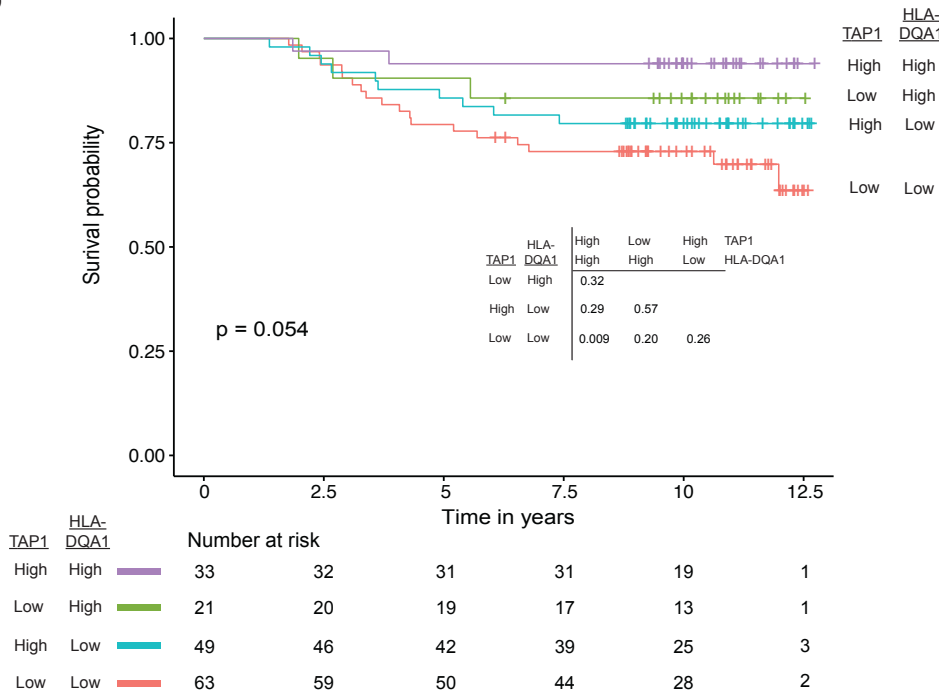 HLA-
TAP1 DQA1
High High
Low High
High Low
Low Low
1.00
0.75
0.50
0.25
0.00
Surival probability
p = 0.054
HLA-
TAP1 DQA1
High Low High TAP1
High High Low HLA-DQA1
Low High 0.32
High Low 0.29 0.57
Low Low 0.009 0.20 0.26
0 2.5 5 7.5 10 12.5
Time in years
HLA-
TAP1 DQA1
Number at risk
High High 33 32 31 31 19 1
Low High 21 20 19 17 13 1
High Low 49 46 42 39 25 3
Low Low 63 59 50 44 28 2